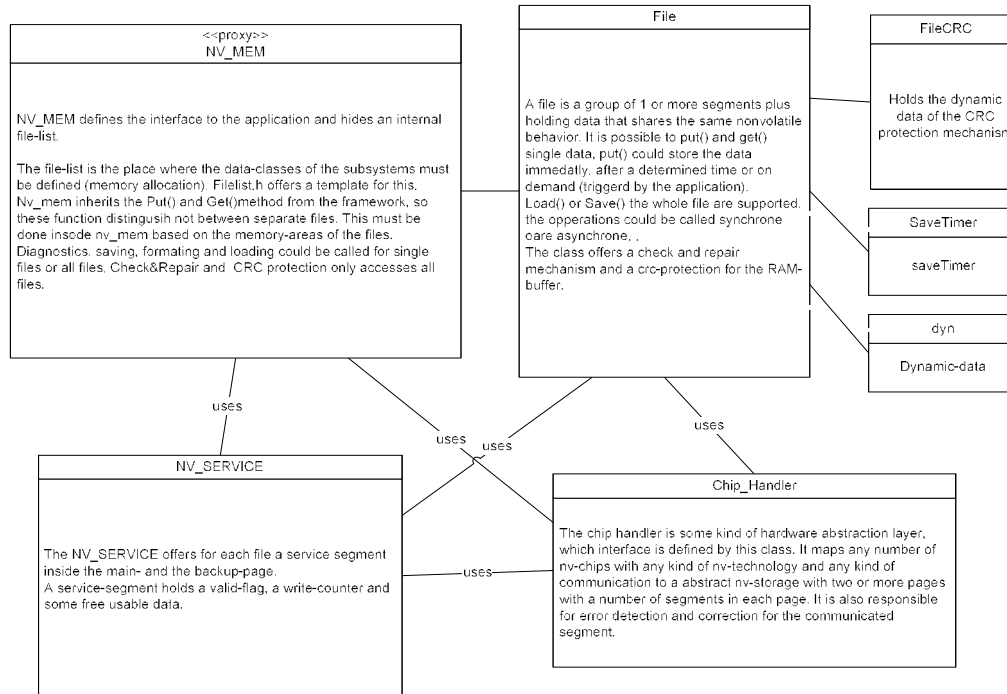 <<proxy>>
NV_MEM
NV_MEM defines the interface to the application and hides an internal
file-list.
The file-list is the place where the data-classes of the subsystems must
be defined (memory allocation). Filelist.h offers a template for this.
Nv_mem inherits the Put() and Get()method from the framework, so
these function distingusih not between separate files. This must be
done insode nv_mem based on the memory-areas of the files.
Diagnostics, saving, formating and loading could be called for single
files or all files, Check&Repair and CRC protection only accesses all
files.
File
A file is a group of 1 or more segments plus
holding data that shares the same nonvolatile
behavior. It is possible to put() and get()
single data, put() could store the data
immedatly, after a determined time or on
demand (triggerd by the application).
Load() or Save() the whole file are supported.
the opperations could be called synchrone
oare asynchrone, .
The class offers a check and repair
mechanism and a crc-protection for the RAM-
buffer.
FileCRC
Holds the dynamic
data of the CRC
protection mechanism
SaveTimer
saveTimer
dyn
Dynamic-data
uses
uses
uses
uses
NV_SERVICE
The NV_SERVICE offers for each file a service segment
inside the main- and the backup-page.
A service-segment holds a valid-flag, a write-counter and
some free usable data.
uses
Chip_Handler
The chip handler is some kind of hardware abstraction layer,
which interface is defined by this class. It maps any number of
nv-chips with any kind of nv-technology and any kind of
communication to a abstract nv-storage with two or more pages
with a number of segments in each page. It is also responsible
for error detection and correction for the communicated
segment.